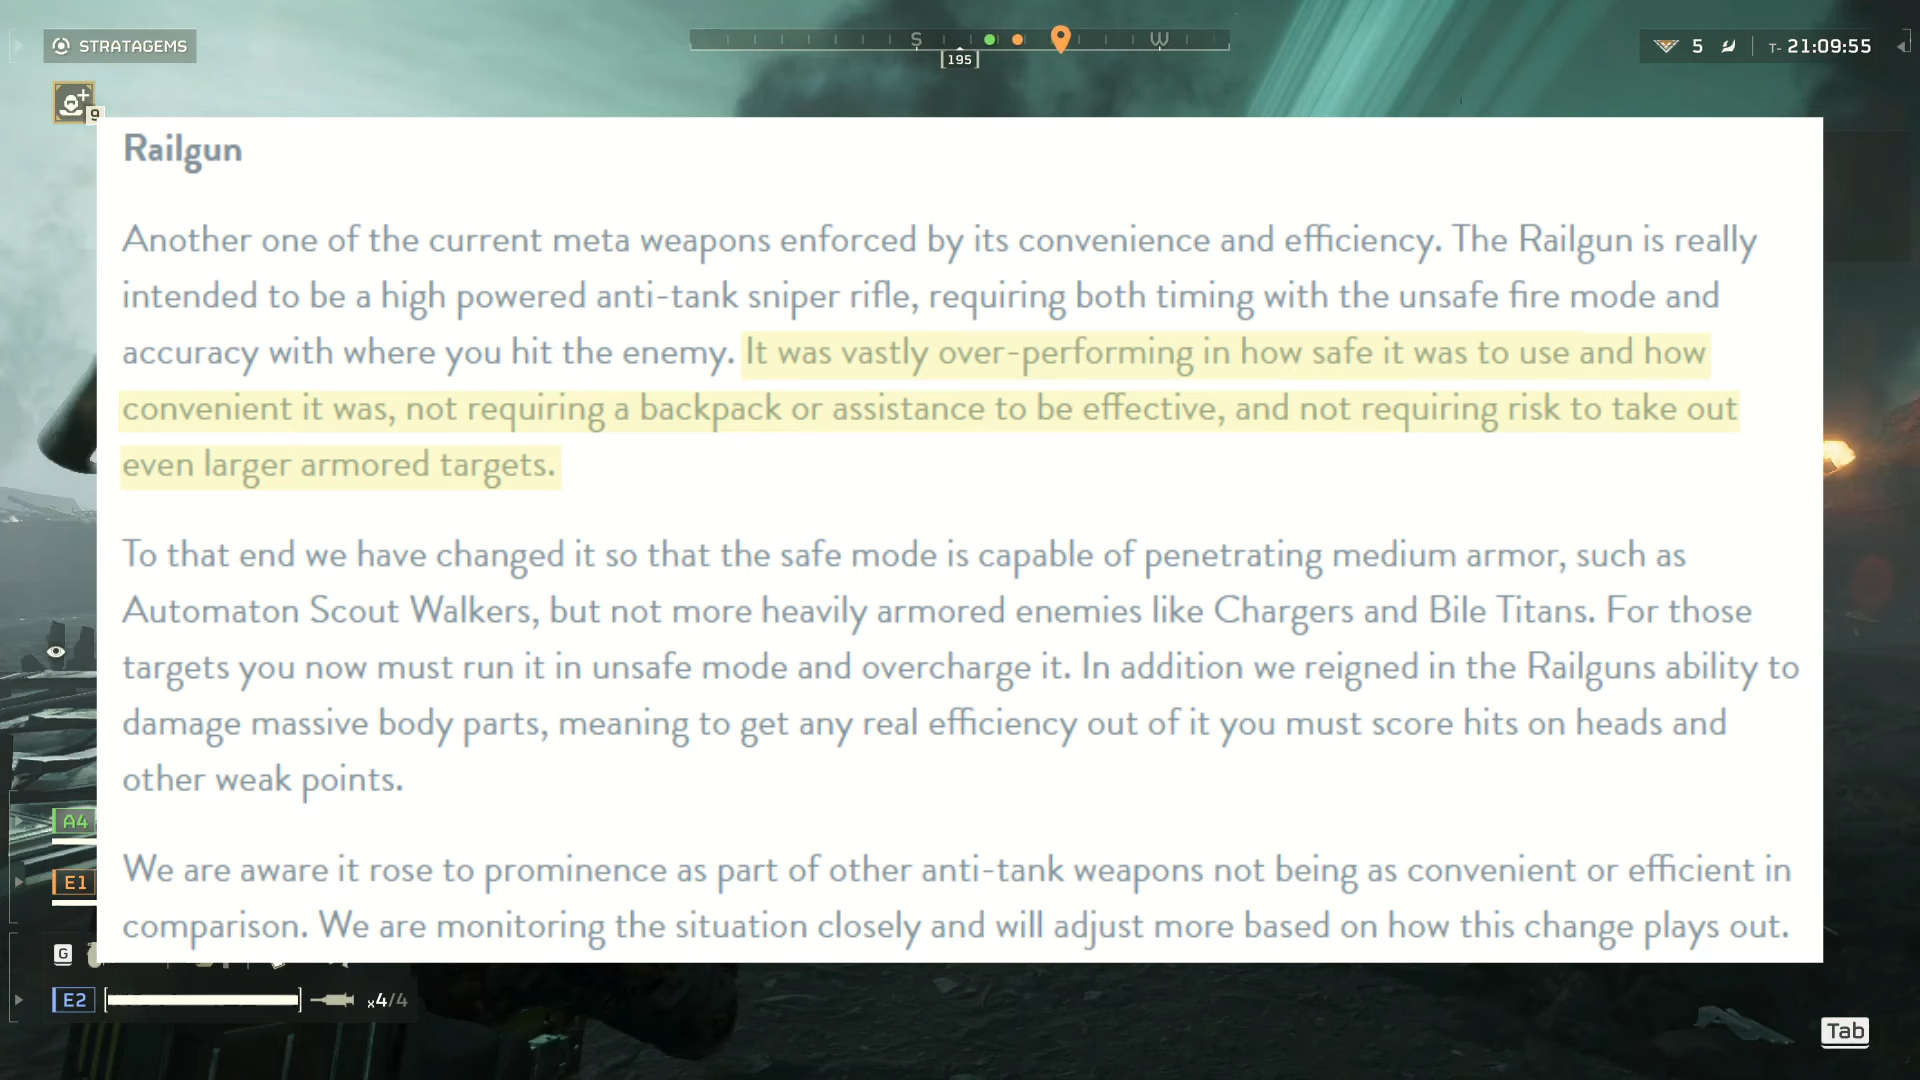 STRATAGEMS
S
W
195
5
T- 21:09:55
9
Railgun
Another one of the current meta weapons enforced by its convenience and efficiency. The Railgun is really
intended to be a high powered anti-tank sniper rifle, requiring both timing with the unsafe fire mode and
accuracy with where you hit the enemy. It was vastly over-performing in how safe it was to use and how
convenient it was, not requiring a backpack or assistance to be effective, and not requiring risk to take out
even larger armored targets.
To that end we have changed it so that the safe mode is capable of penetrating medium armor, such as
Automaton Scout Walkers, but not more heavily armored enemies like Chargers and Bile Titans. For those
targets you now must run it in unsafe mode and overcharge it. In addition we reigned in the Railguns ability to
damage massive body parts, meaning to get any real efficiency out of it you must score hits on heads and
other weak points.
We are aware it rose to prominence as part of other anti-tank weapons not being as convenient or efficient in
comparison. We are monitoring the situation closely and will adjust more based on how this change plays out.
A4
E1
G
E2
x4/4
Tab